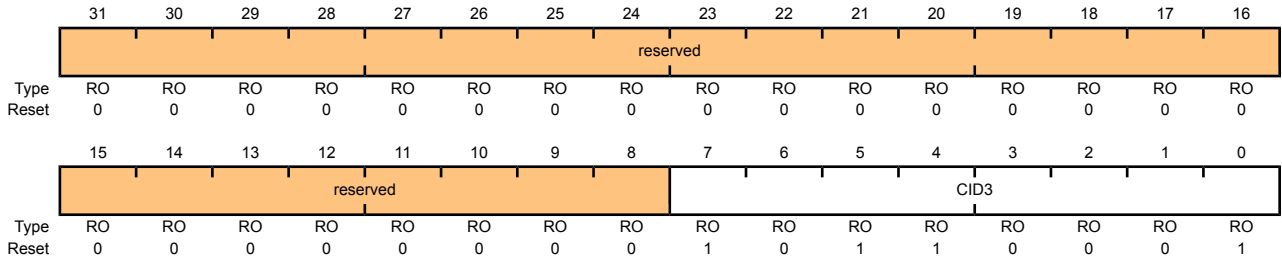 31 30 29 28 27 26 25 24 23 22 21 20 19 18 17 16
reserved
Type RO RO RO RO RO RO RO RO RO RO RO RO RO RO RO RO
Reset 0 0 0 0 0 0 0 0 0 0 0 0 0 0 0 0
15 14 13 12 11 10 9 8 7 6 5 4 3 2 1 0
reserved CID3
Type RO RO RO RO RO RO RO RO RO RO RO RO RO RO RO RO
Reset 0 0 0 0 0 0 0 0 1 0 1 1 0 0 0 1